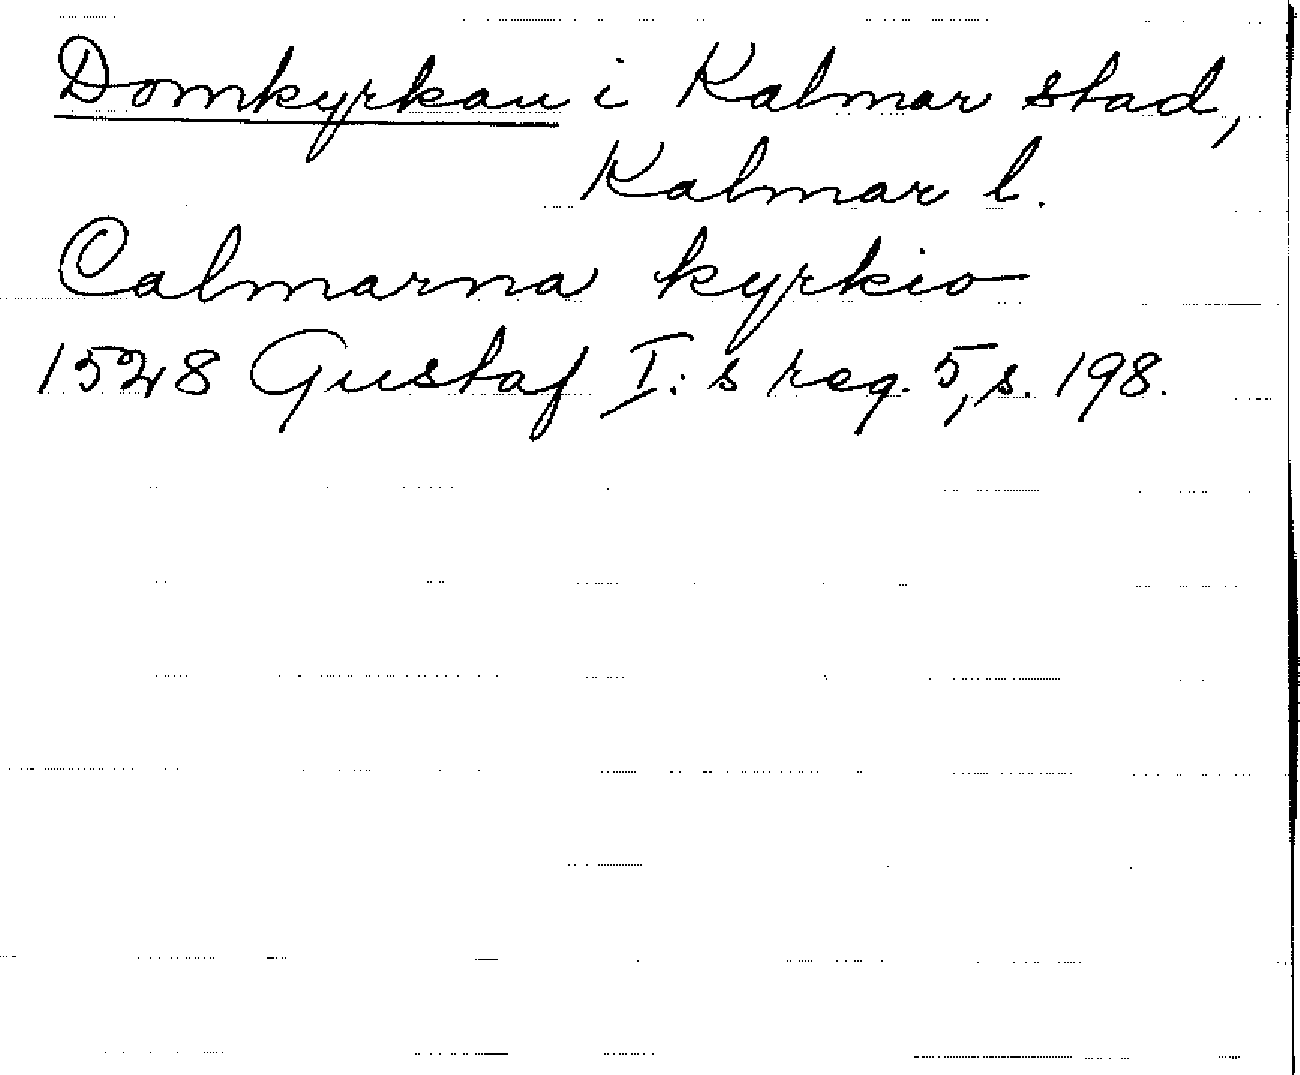 Domkyrkan i Kalmar stad,
Kalmar l.
Calmarna kyrkio
1528 Gustaf I:s reg. 5, s. 198.